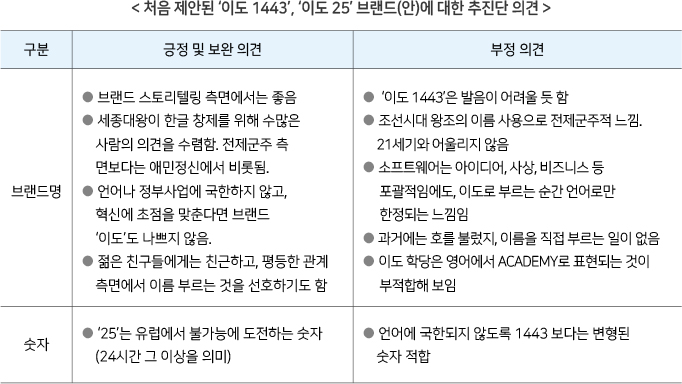 < 처음 제안된 ‘이도 1443’, ‘이도 25’ 브랜드(안)에 대한 추진단 의견 >
구분
긍정 및 보완 의견
부정 의견
브랜드명
● 브랜드 스토리텔링 측면에서는 좋음
● 세종대왕이 한글 창제를 위해 수많은
사람의 의견을 수렴함. 전제군주 측
면보다는 애민정신에서 비롯됨.
● 언어나 정부사업에 국한하지 않고,
혁신에 초점을 맞춘다면 브랜드
‘이도’도 나쁘지 않음.
● 젊은 친구들에게는 친근하고, 평등한 관계
측면에서 이름 부르는 것을 선호하기도 함
● ‘이도 1443’은 발음이 어려울 듯 함
● 조선시대 왕조의 이름 사용으로 전제군주적 느낌.
21세기와 어울리지 않음
● 소프트웨어는 아이디어, 사상, 비즈니스 등
포괄적임에도, 이도로 부르는 순간 언어로만
한정되는 느낌임
● 과거에는 호를 불렀지, 이름을 직접 부르는 일이 없음
● 이도 학당은 영어에서 ACADEMY로 표현되는 것이
부적합해 보임
숫자
● ‘25’는 유럽에서 불가능에 도전하는 숫자
(24시간 그 이상을 의미)
● 언어에 국한되지 않도록 1443 보다는 변형된
숫자 적합